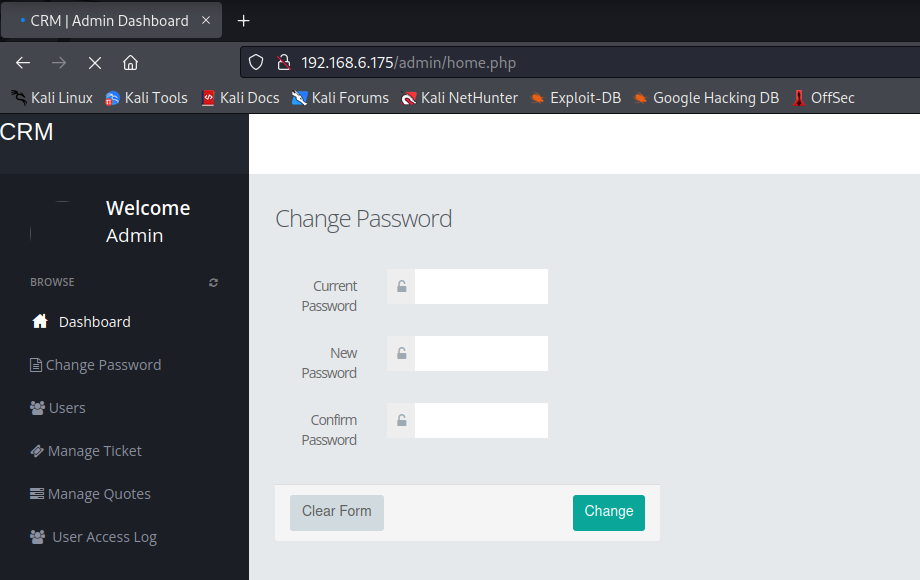 CRM | Admin Dashboard
192.168.6.175/admin/home.php
Kali Linux Kali Tools Kali Docs Kali Forums Kali NetHunter Exploit-DB Google Hacking DB OffSec
CRM
Welcome
Admin
BROWSE
Dashboard
Change Password
Users
Manage Ticket
Manage Quotes
User Access Log
Change Password
Current
Password
New
Password
Confirm
Password
Clear Form Change